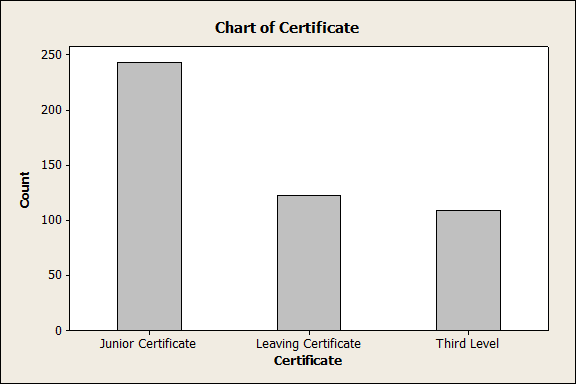 Chart of Certificate
250
200
150
100
50
0
Count
Junior Certificate
Leaving Certificate
Third Level
Certificate